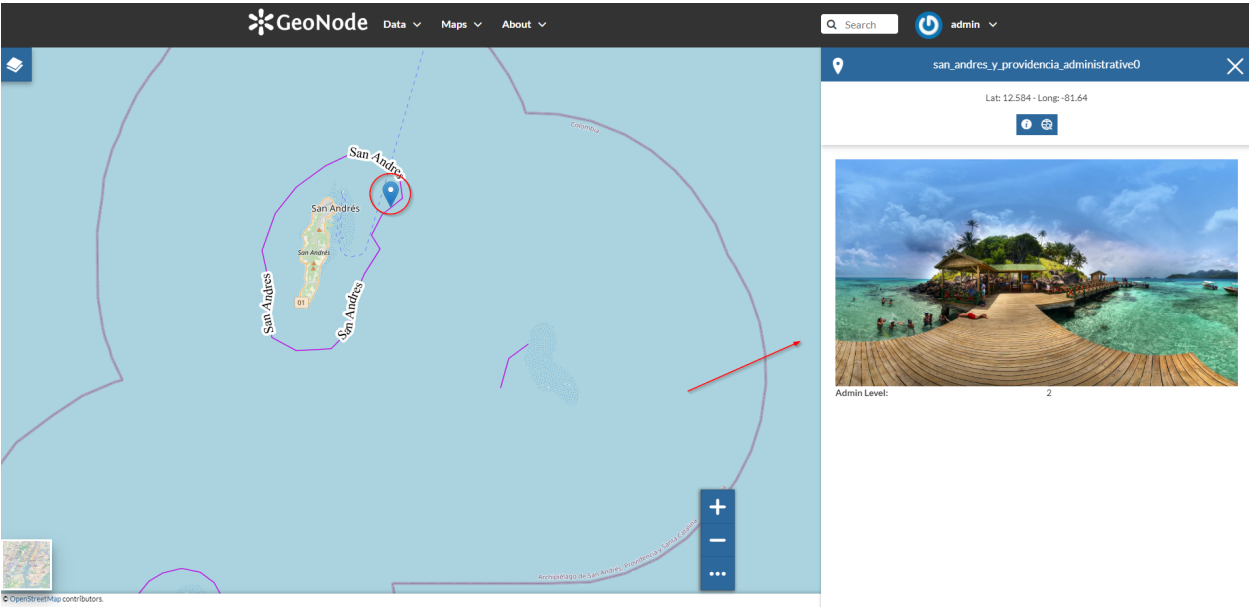 GeoNode Data Maps About Search admin
san_andres_y_providencia_administrative0
Lat: 12.584 - Long: -81.64
Colombia
San Andres
San Andrés
San Andrés
01
San Andres
San Andres
Admin Level: 2
Archipiélago de San Andrés, Providencia y Santa Catalina
© OpenStreetMap contributors.